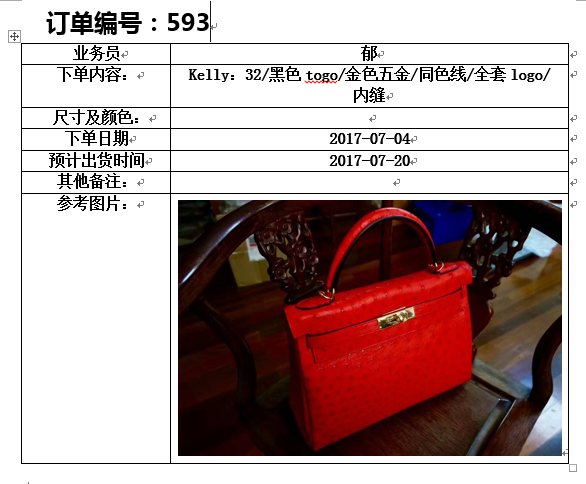 订单编号：593
业务员 郁
下单内容： Kelly：32/黑色 togo/金色五金/同色线/全套 logo/
内缝
尺寸及颜色：
下单日期 2017-07-04
预计出货时间 2017-07-20
其他备注：
参考图片：